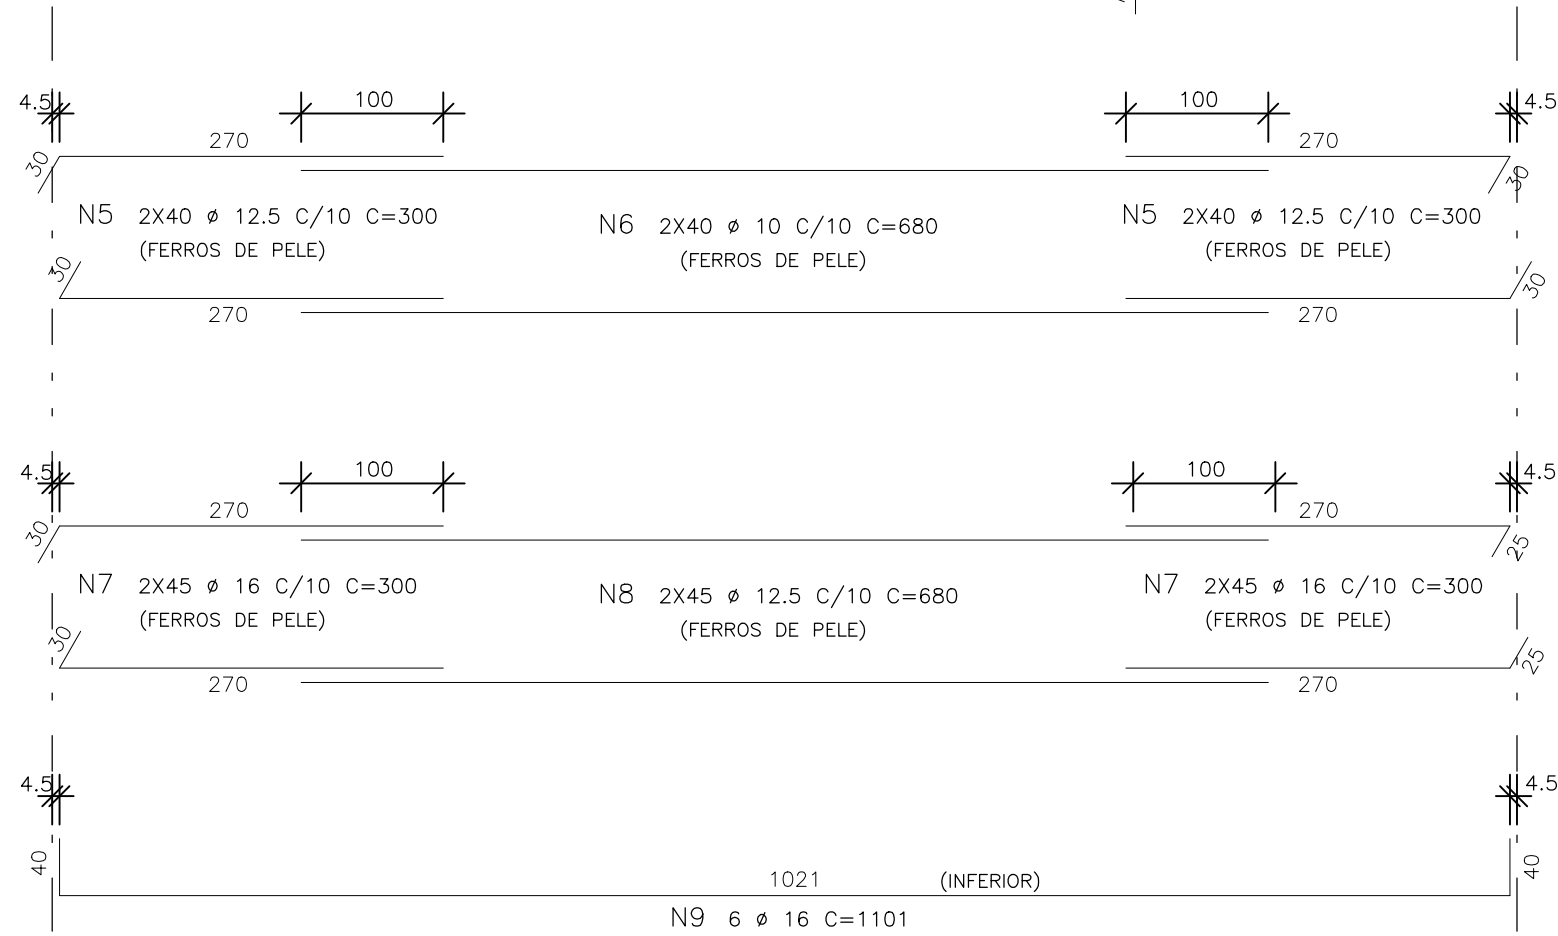 4.5 100 100 4.5
270 270
30 30
N5 2X40 ø 12.5 C/10 C=300
(FERROS DE PELE)
N6 2X40 ø 10 C/10 C=680
(FERROS DE PELE)
N5 2X40 ø 12.5 C/10 C=300
(FERROS DE PELE)
30 30
270 270
4.5 100 100 4.5
270 270
30 25
N7 2X45 ø 16 C/10 C=300
(FERROS DE PELE)
N8 2X45 ø 12.5 C/10 C=680
(FERROS DE PELE)
N7 2X45 ø 16 C/10 C=300
(FERROS DE PELE)
30 25
270 270
4.5 4.5
40 40
1021 (INFERIOR)
N9 6 ø 16 C=1101